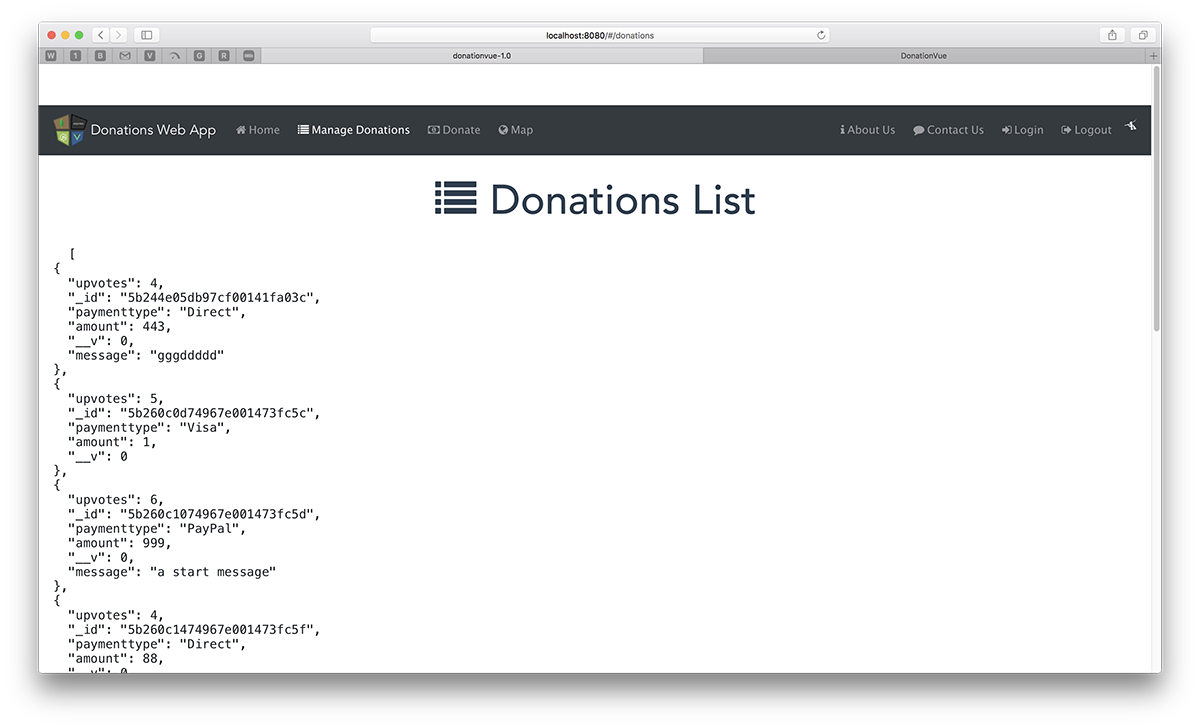 localhost:8080/#/donations
W 1 B V G R
donationvue-1.0
DonationVue
Donations Web App Home Manage Donations Donate Map About Us Contact Us Login Logout
Donations List
[
{
"upvotes": 4,
"_id": "5b244e05db97cf00141fa03c",
"paymenttype": "Direct",
"amount": 443,
"__v": 0,
"message": "gggddddd"
},
{
"upvotes": 5,
"_id": "5b260c0d74967e001473fc5c",
"paymenttype": "Visa",
"amount": 1,
"__v": 0
},
{
"upvotes": 6,
"_id": "5b260c1074967e001473fc5d",
"paymenttype": "PayPal",
"amount": 999,
"__v": 0,
"message": "a start message"
},
{
"upvotes": 4,
"_id": "5b260c1474967e001473fc5f",
"paymenttype": "Direct",
"amount": 88,
"__v": 0